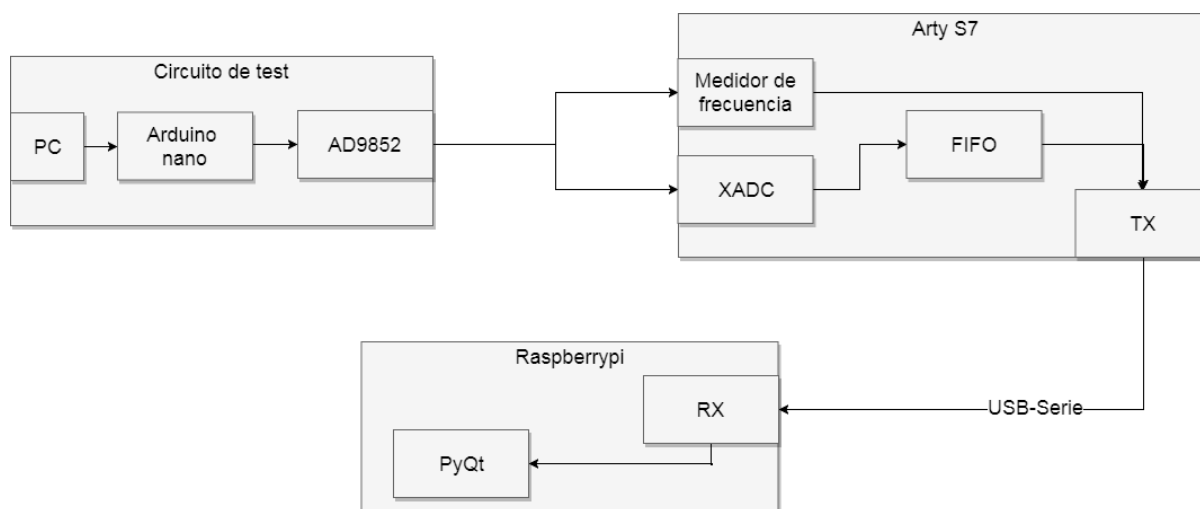 Circuito de test
PC
Arduino
nano
AD9852
Arty S7
Medidor de
frecuencia
XADC
FIFO
TX
USB-Serie
Raspberrypi
RX
PyQt